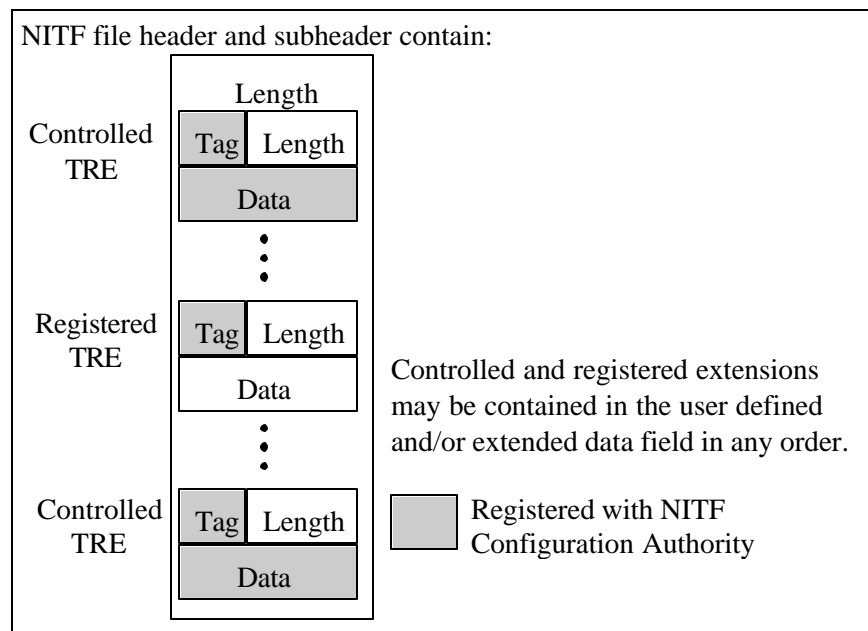 NITF file header and subheader contain:
Length
Controlled
TRE
Tag
Length
Data
Registered
TRE
Tag
Length
Data
Controlled and registered extensions
may be contained in the user defined
and/or extended data field in any order.
Controlled
TRE
Tag
Length
Data
Registered with NITF
Configuration Authority